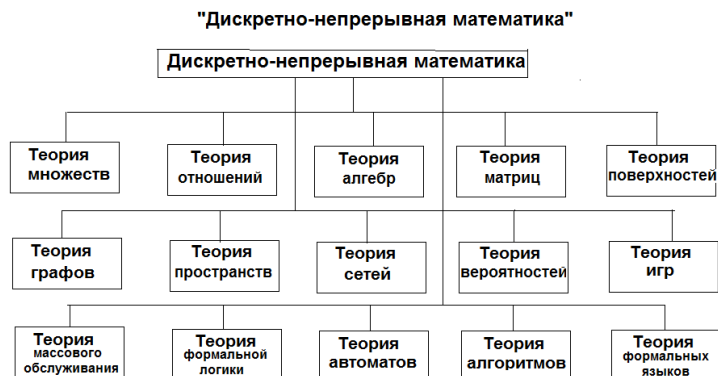 "Дискретно-непрерывная математика"
Дискретно-непрерывная математика
Теория
множеств
Теория
отношений
Теория
алгебр
Теория
матриц
Теория
поверхностей
Теория
графов
Теория
пространств
Теория
сетей
Теория
вероятностей
Теория
игр
Теория
массового
обслуживания
Теория
формальной
логики
Теория
автоматов
Теория
алгоритмов
Теория
формальных
языков